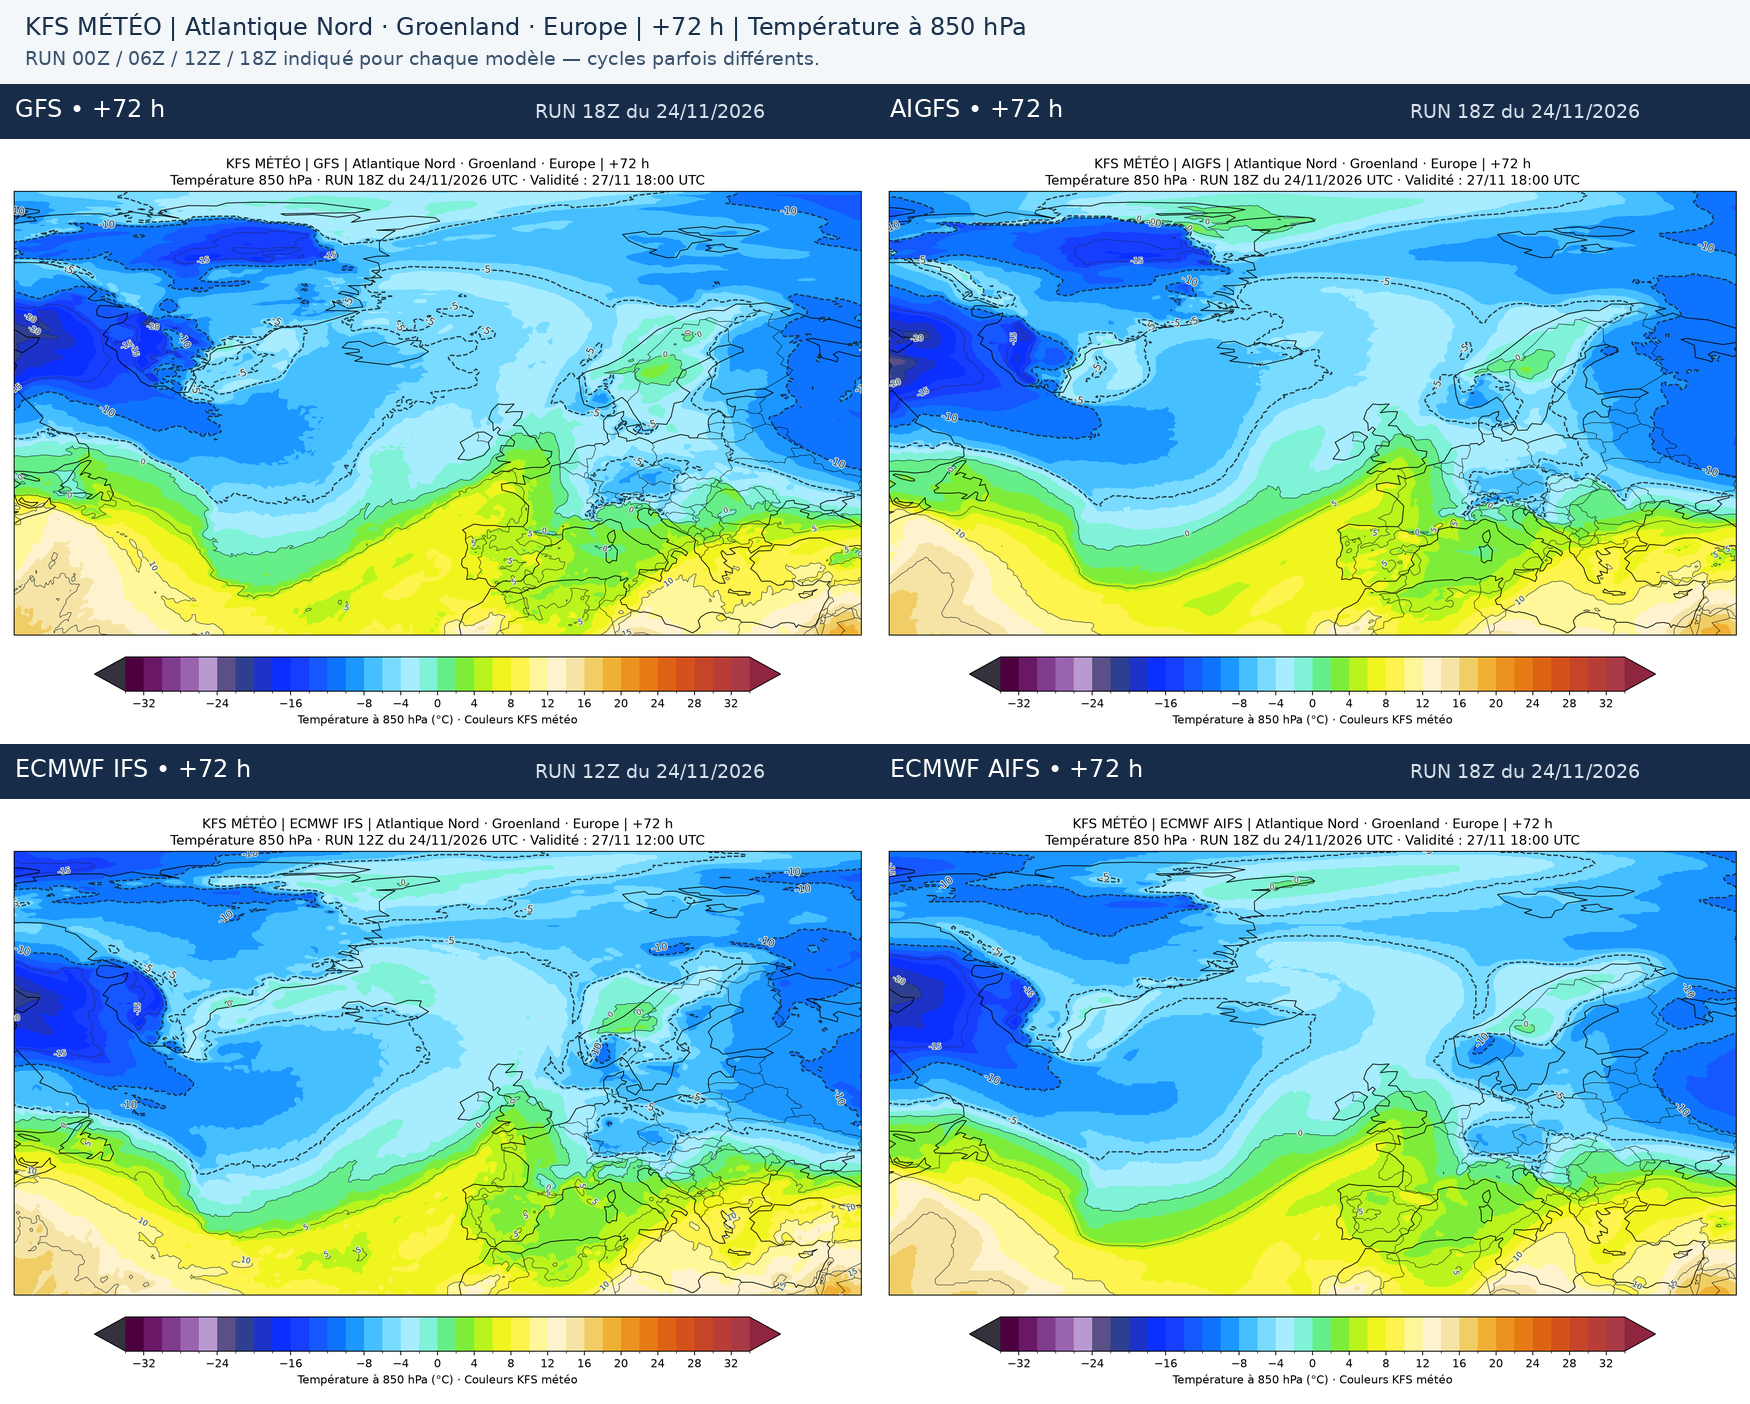 KFS MÉTÉO | Atlantique Nord · Groenland · Europe | +72 h | Température à 850 hPa
RUN 00Z / 06Z / 12Z / 18Z indiqué pour chaque modèle — cycles parfois différents.
GFS • +72 h
RUN 18Z du 24/11/2026
AIGFS • +72 h
RUN 18Z du 24/11/2026
KFS MÉTÉO | GFS | Atlantique Nord · Groenland · Europe | +72 h
Température 850 hPa · RUN 18Z du 24/11/2026 UTC · Validité : 27/11 18:00 UTC
KFS MÉTÉO | AIGFS | Atlantique Nord · Groenland · Europe | +72 h
Température 850 hPa · RUN 18Z du 24/11/2026 UTC · Validité : 27/11 18:00 UTC
−32 −24 −16 −8 −4 0 4 8 12 16 20 24 28 32
Température à 850 hPa (°C) · Couleurs KFS météo
−32 −24 −16 −8 −4 0 4 8 12 16 20 24 28 32
Température à 850 hPa (°C) · Couleurs KFS météo
ECMWF IFS • +72 h
RUN 12Z du 24/11/2026
ECMWF AIFS • +72 h
RUN 18Z du 24/11/2026
KFS MÉTÉO | ECMWF IFS | Atlantique Nord · Groenland · Europe | +72 h
Température 850 hPa · RUN 12Z du 24/11/2026 UTC · Validité : 27/11 12:00 UTC
KFS MÉTÉO | ECMWF AIFS | Atlantique Nord · Groenland · Europe | +72 h
Température 850 hPa · RUN 18Z du 24/11/2026 UTC · Validité : 27/11 18:00 UTC
−32 −24 −16 −8 −4 0 4 8 12 16 20 24 28 32
Température à 850 hPa (°C) · Couleurs KFS météo
−32 −24 −16 −8 −4 0 4 8 12 16 20 24 28 32
Température à 850 hPa (°C) · Couleurs KFS météo